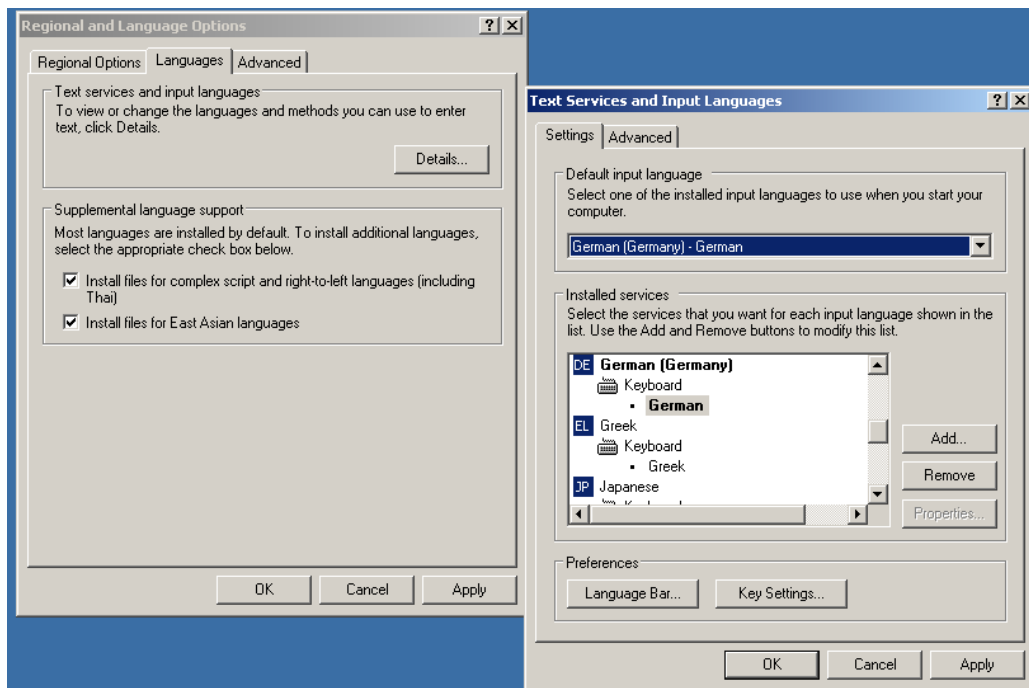 Regional and Language Options
Regional Options Languages Advanced
Text services and input languages
To view or change the languages and methods you can use to enter
text, click Details.
Details...
Supplemental language support
Most languages are installed by default. To install additional languages,
select the appropriate check box below.
Install files for complex script and right-to-left languages (including
Thai)
Install files for East Asian languages
OK Cancel Apply
Text Services and Input Languages
Settings Advanced
Default input language
Select one of the installed input languages to use when you start your
computer.
German (Germany) - German
Installed services
Select the services that you want for each input language shown in the
list. Use the Add and Remove buttons to modify this list.
DE German (Germany)
Keyboard
German
EL Greek
Keyboard
Greek
JP Japanese
Add...
Remove
Properties...
Preferences
Language Bar... Key Settings...
OK Cancel Apply